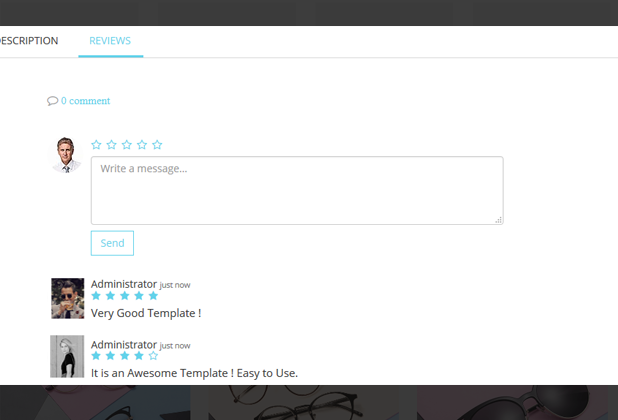 REVIEWS
0 comment
Write a message...
Send
Administrator just now
Very Good Template !
Administrator just now
It is an Awesome Template ! Easy to Use.